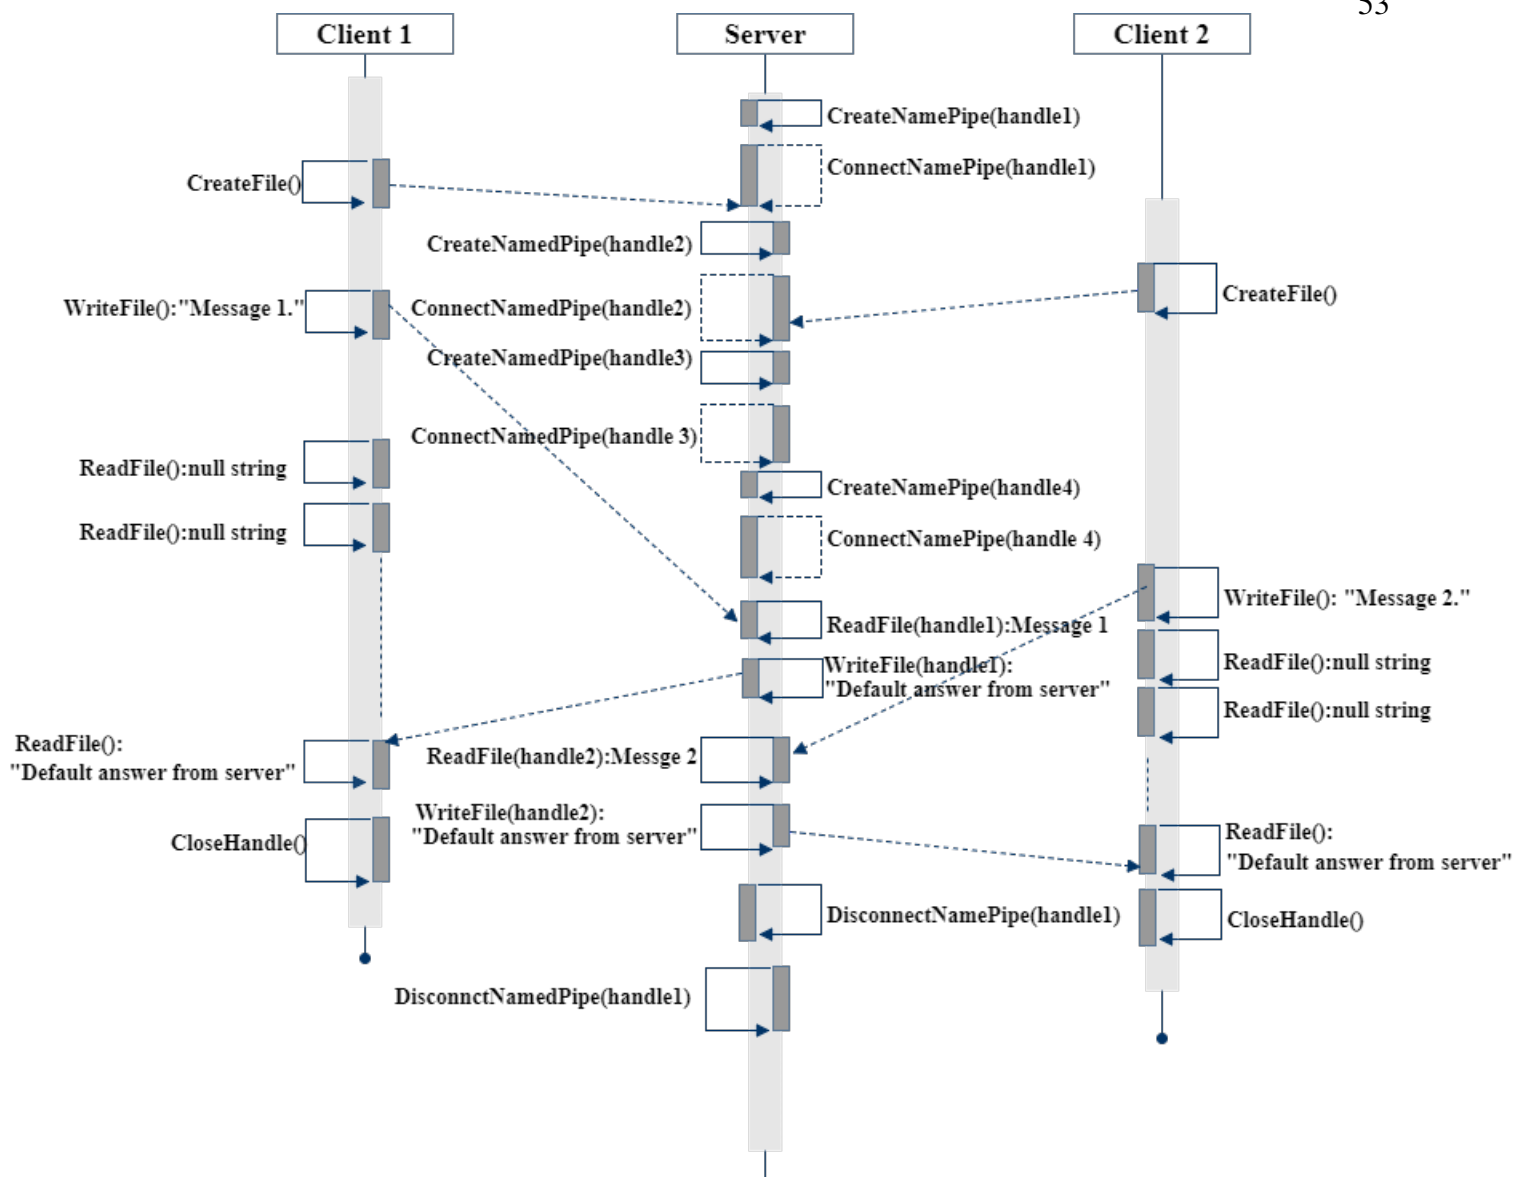 53
Client 1
Server
Client 2
CreateNamePipe(handle1)
ConnectNamePipe(handle1)
CreateFile()
CreateNamedPipe(handle2)
CreateFile()
WriteFile():"Message 1."
ConnectNamedPipe(handle2)
CreateNamedPipe(handle3)
ConnectNamedPipe(handle 3)
ReadFile():null string
CreateNamePipe(handle4)
ReadFile():null string
ConnectNamePipe(handle 4)
WriteFile(): "Message 2."
ReadFile(handle1):Message 1
WriteFile(handle1):
"Default answer from server"
ReadFile():null string
ReadFile():null string
ReadFile():
"Default answer from server"
ReadFile(handle2):Messge 2
WriteFile(handle2):
"Default answer from server"
ReadFile():
"Default answer from server"
CloseHandle()
DisconnectNamePipe(handle1)
CloseHandle()
DisconnctNamedPipe(handle1)